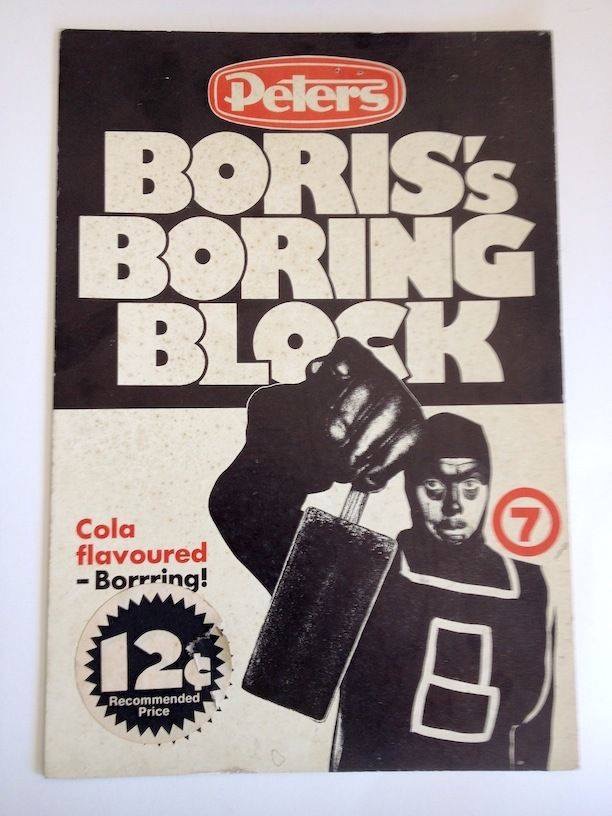 Peters
BORIS's
BORING
BLOCK
Cola
flavoured
– Borrring!
12¢
Recommended
Price
7
B